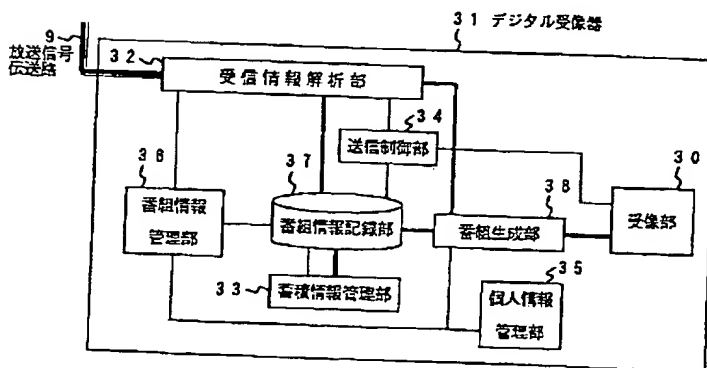 31 デジタル受像器
9
放送信号
伝送路
32
受信情報解析部
34
送信制御部
36
番組情報
管理部
37
番組情報記録部
38
番組生成部
30
受像部
33
蓄積情報管理部
35
個人情報
管理部